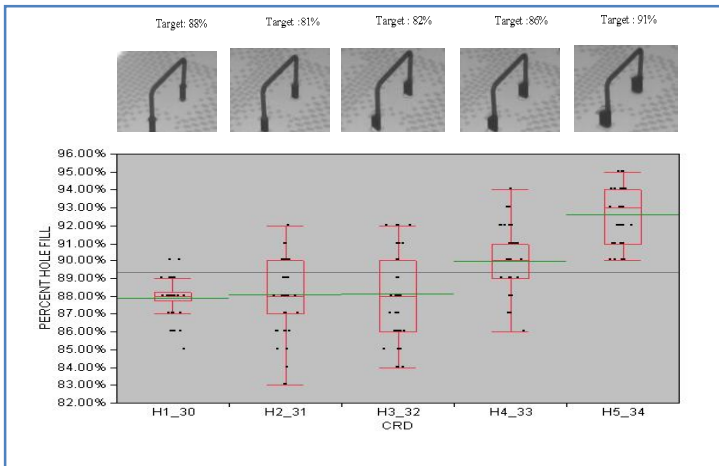 Target: 88%
Target : 81%
Target : 82%
Target : 86%
Target : 91%
PERCENT HOLE FILL
96.00%
95.00%
94.00%
93.00%
92.00%
91.00%
90.00%
89.00%
88.00%
87.00%
86.00%
85.00%
84.00%
83.00%
82.00%
H1_30
H2_31
H3_32
H4_33
H5_34
CRD